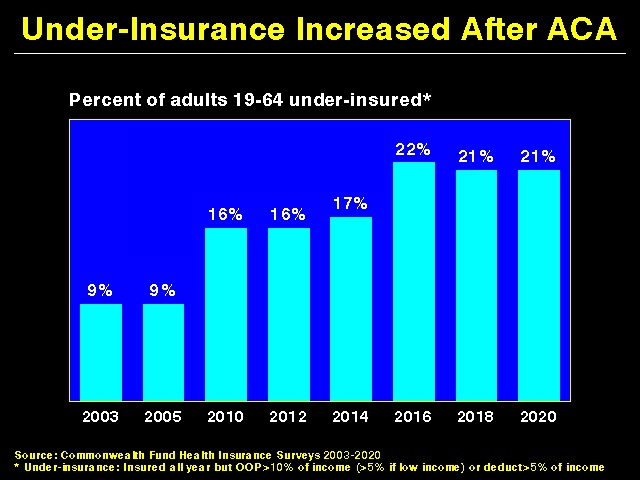 Under-Insurance Increased After ACA
Percent of adults 19-64 under-insured*
9% 9% 16% 16% 17% 22% 21% 21%
2003 2005 2010 2012 2014 2016 2018 2020
Source: Commonwealth Fund Health Insurance Surveys 2003-2020
* Under-insurance: Insured all year but OOP>10% of income (>5% if low income) or deduct>5% of income